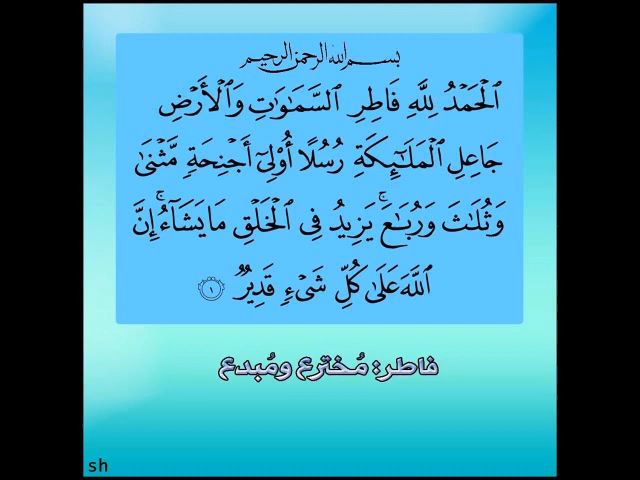 بسم الله الرحمن الرحيم
ٱلْحَمْدُ لِلَّهِ فَاطِرِ ٱلسَّمَٰوَٰتِ وَٱلْأَرْضِ
جَاعِلِ ٱلْمَلَٰٓئِكَةِ رُسُلًا أُو۟لِىٓ أَجْنِحَةٍ مَّثْنَىٰ
وَثُلَٰثَ وَرُبَٰعَ ۚ يَزِيدُ فِى ٱلْخَلْقِ مَا يَشَآءُ ۚ إِنَّ
ٱللَّهَ عَلَىٰ كُلِّ شَىْءٍ قَدِيرٌ ١
فاطر: مُخترع ومُبدع
sh